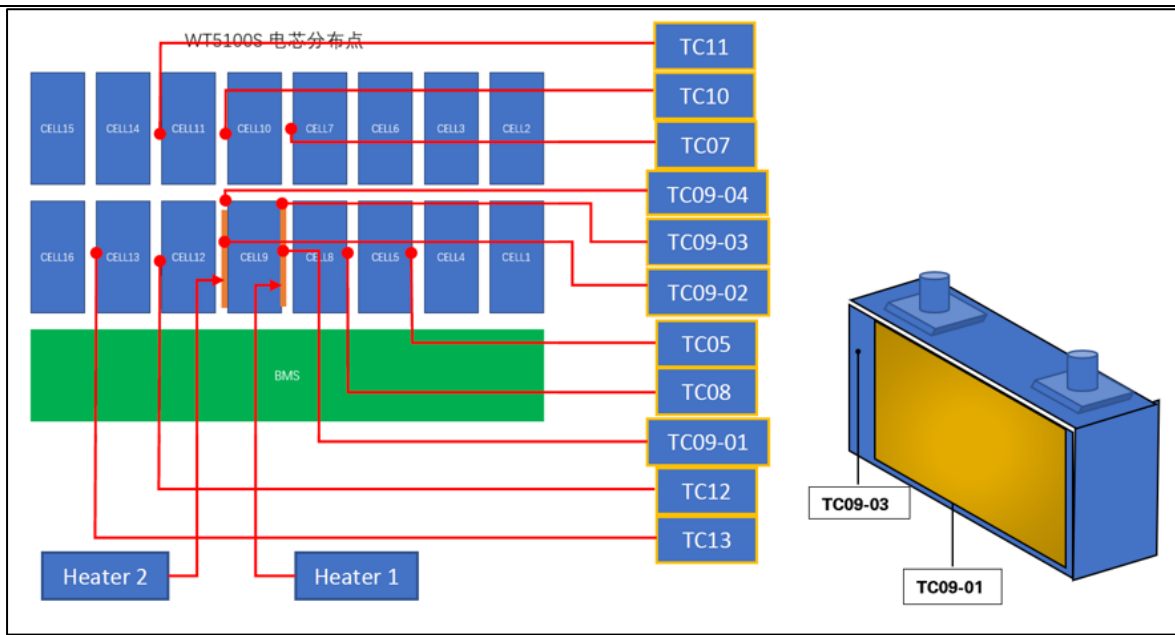 WT5100S 电芯分布点
CELL15
CELL14
CELL11
CELL10
CELL7
CELL6
CELL3
CELL2
CELL16
CELL13
CELL12
CELL9
CELL8
CELL5
CELL4
CELL1
BMS
Heater 2
Heater 1
TC11
TC10
TC07
TC09-04
TC09-03
TC09-02
TC05
TC08
TC09-01
TC12
TC13
TC09-03
TC09-01